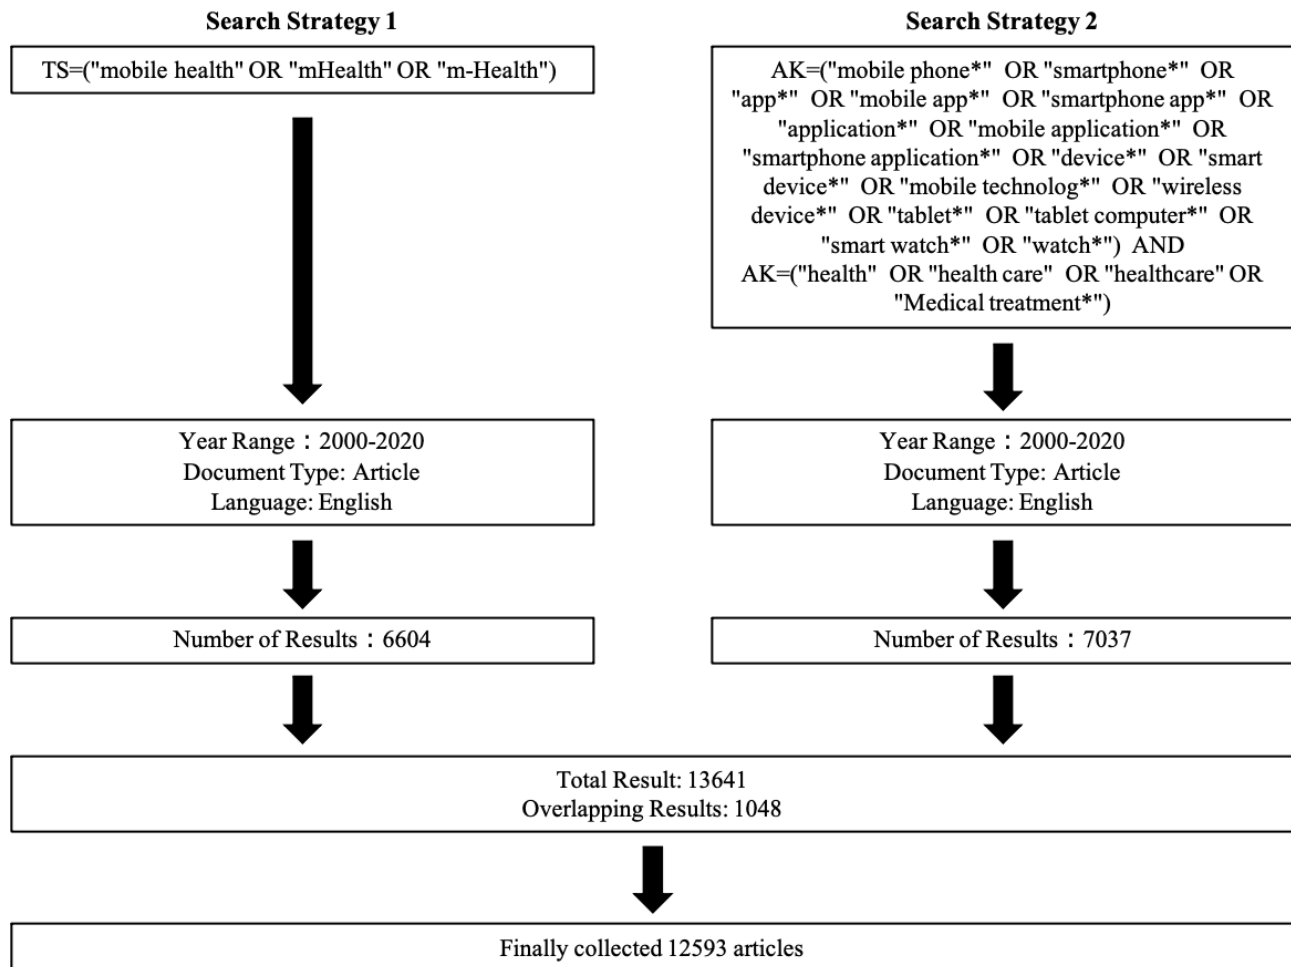 Search Strategy 1
TS=("mobile health" OR "mHealth" OR "m-Health")
Search Strategy 2
AK=("mobile phone*" OR "smartphone*" OR
"app*" OR "mobile app*" OR "smartphone app*" OR
"application*" OR "mobile application*" OR
"smartphone application*" OR "device*" OR "smart
device*" OR "mobile technolog*" OR "wireless
device*" OR "tablet*" OR "tablet computer*" OR
"smart watch*" OR "watch*") AND
AK=("health" OR "health care" OR "healthcare" OR
"Medical treatment*")
Year Range：2000-2020
Document Type: Article
Language: English
Year Range：2000-2020
Document Type: Article
Language: English
Number of Results：6604
Number of Results：7037
Total Result: 13641
Overlapping Results: 1048
Finally collected 12593 articles